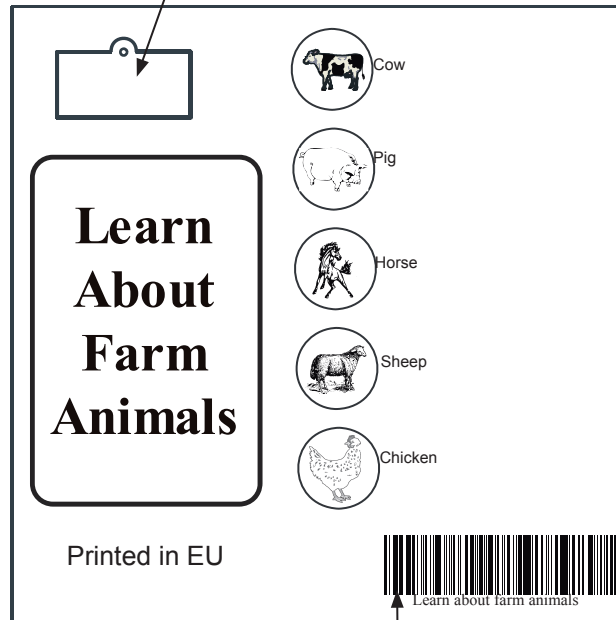 Cow
Pig
Horse
Sheep
Chicken
Learn
About
Farm
Animals
Printed in EU
Learn about farm animals